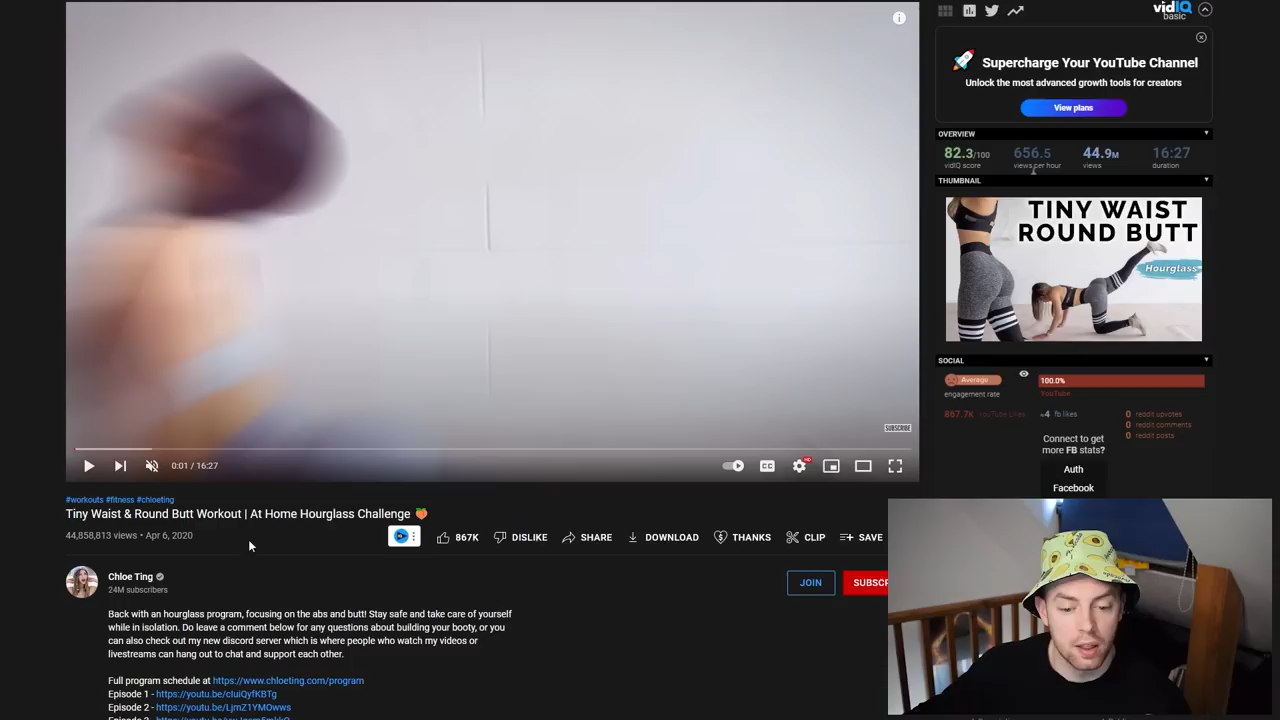 vidIQ
basic
Supercharge Your YouTube Channel
Unlock the most advanced growth tools for creators
View plans
OVERVIEW
82.3/100
vidIQ score
656.5
views per hour
44.9M
views
16:27
duration
THUMBNAIL
TINY WAIST
ROUND BUTT
Hourglass
SOCIAL
Average
engagement rate
100.0%
YouTube
867.7K YouTube Likes
4 fb likes
0 reddit upvotes
0 reddit comments
0 reddit posts
Connect to get
more FB stats?
Auth
Facebook
SUBSCRIBE
0:01 / 16:27
CC
HD
#workouts #fitness #chloeting
Tiny Waist & Round Butt Workout | At Home Hourglass Challenge 🍑
44,858,813 views • Apr 6, 2020
867K
DISLIKE
SHARE
DOWNLOAD
THANKS
CLIP
SAVE
Chloe Ting
24M subscribers
JOIN
SUBSC
Back with an hourglass program, focusing on the abs and butt! Stay safe and take care of yourself
while in isolation. Do leave a comment below for any questions about building your booty, or you
can also check out my new discord server which is where people who watch my videos or
livestreams can hang out to chat and support each other.
Full program schedule at https://www.chloeting.com/program
Episode 1 - https://youtu.be/cIuiQyfKBTg
Episode 2 - https://youtu.be/LjmZ1YMOwws